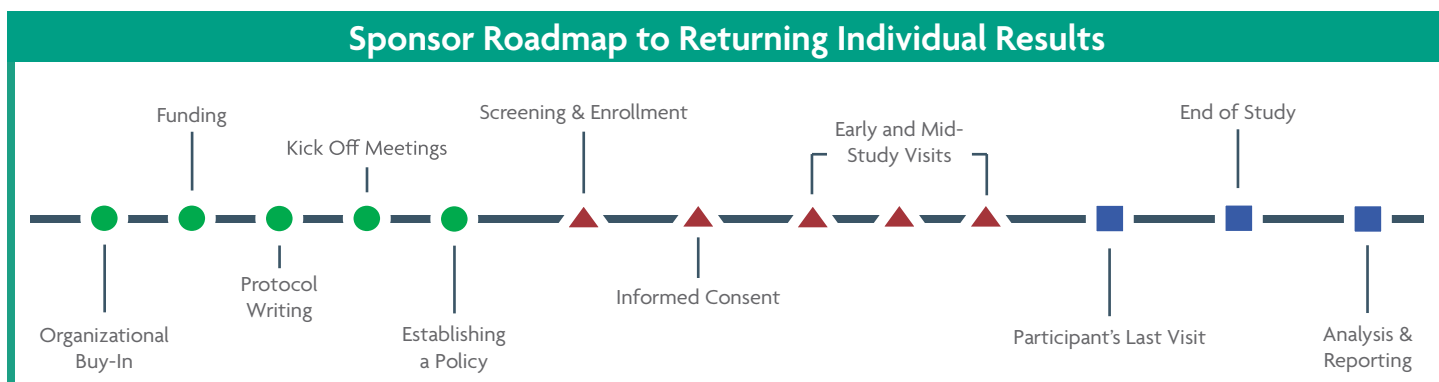 Sponsor Roadmap to Returning Individual Results
Funding
Screening & Enrollment
End of Study
Kick Off Meetings
Early and Mid-
Study Visits
Protocol
Writing
Informed Consent
Organizational
Buy-In
Establishing
a Policy
Participant's Last Visit
Analysis &
Reporting